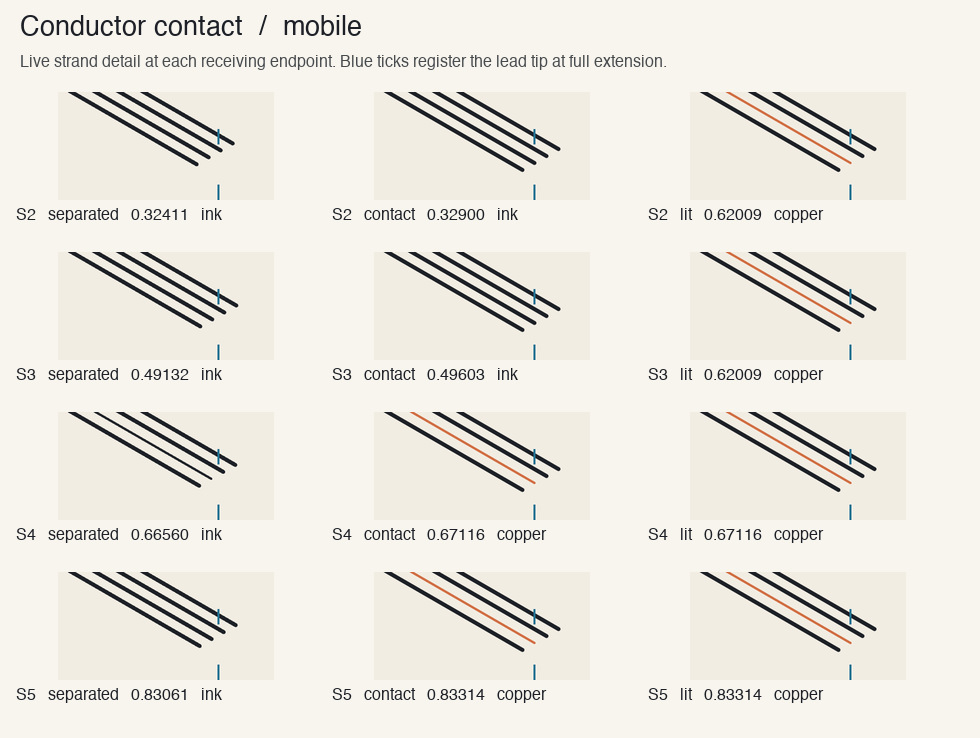 Conductor contact / mobile
Live strand detail at each receiving endpoint. Blue ticks register the lead tip at full extension.
S2 separated 0.32411 ink
S2 contact 0.32900 ink
S2 lit 0.62009 copper
S3 separated 0.49132 ink
S3 contact 0.49603 ink
S3 lit 0.62009 copper
S4 separated 0.66560 ink
S4 contact 0.67116 copper
S4 lit 0.67116 copper
S5 separated 0.83061 ink
S5 contact 0.83314 copper
S5 lit 0.83314 copper